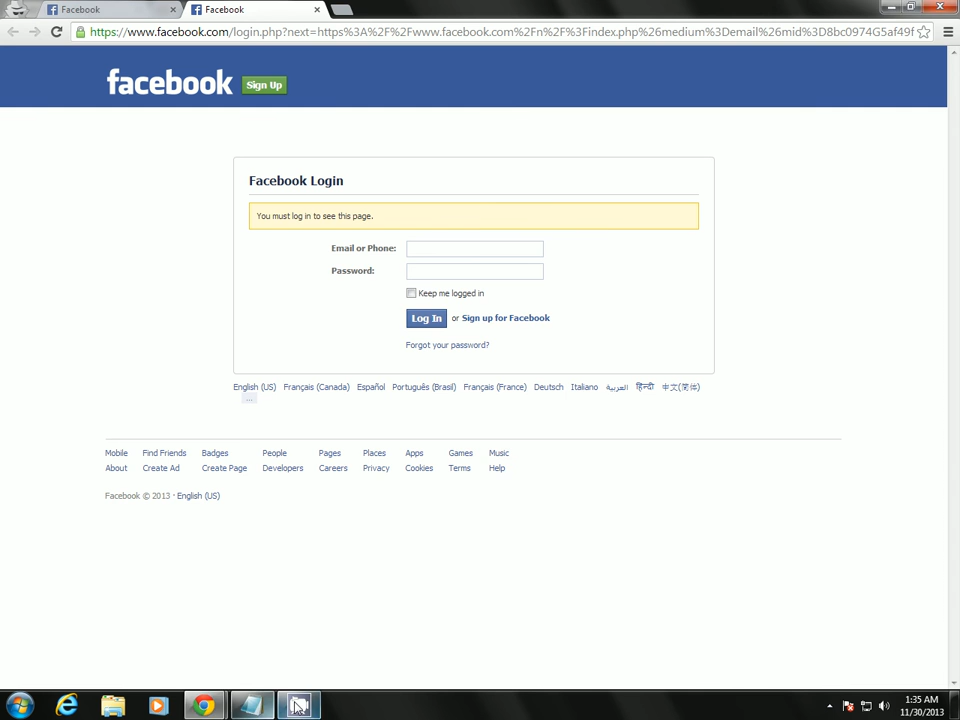 Facebook
Facebook
https://www.facebook.com/login.php?next=https%3A%2F%2Fwww.facebook.com%2Fn%2F%3Findex.php%26medium%3Demail%26mid%3D8bc0974G5af49f
facebook
Sign Up
Facebook Login
You must log in to see this page.
Email or Phone:
Password:
Keep me logged in
Log In or Sign up for Facebook
Forgot your password?
English (US) Français (Canada) Español Português (Brasil) Français (France) Deutsch Italiano العربية हिन्दी 中文(简体)
...
Mobile Find Friends Badges People Pages Places Apps Games Music
About Create Ad Create Page Developers Careers Privacy Cookies Terms Help
Facebook © 2013 · English (US)
1:35 AM
11/30/2013